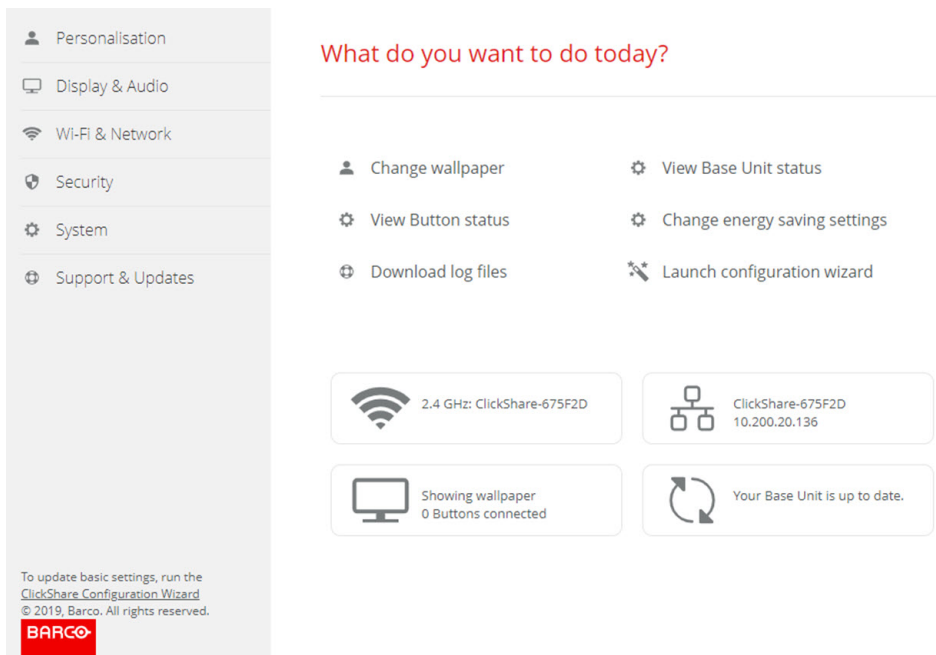 Personalisation
Display & Audio
Wi-Fi & Network
Security
System
Support & Updates
To update basic settings, run the
ClickShare Configuration Wizard
© 2019, Barco. All rights reserved.
BARCO
What do you want to do today?
Change wallpaper
View Base Unit status
View Button status
Change energy saving settings
Download log files
Launch configuration wizard
2.4 GHz: ClickShare-675F2D
ClickShare-675F2D
10.200.20.136
Showing wallpaper
0 Buttons connected
Your Base Unit is up to date.